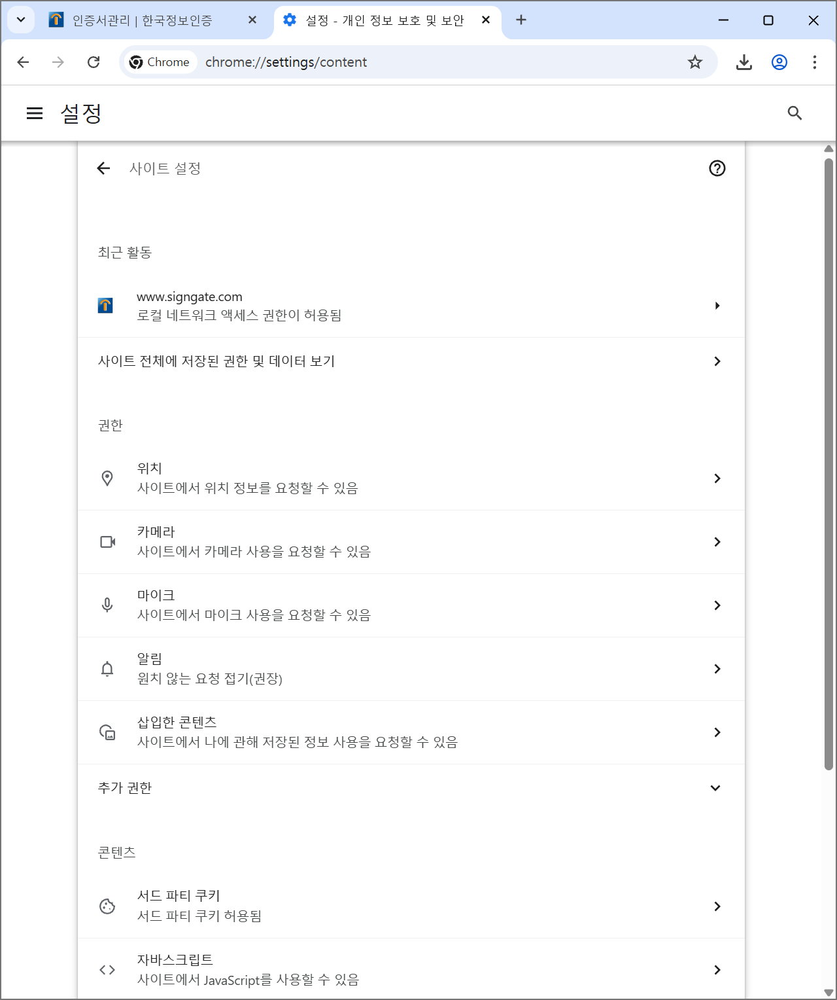 인증서관리 | 한국정보인증
설정 - 개인 정보 보호 및 보안
Chrome
chrome://settings/content
설정
사이트 설정
최근 활동
www.signgate.com
로컬 네트워크 액세스 권한이 허용됨
사이트 전체에 저장된 권한 및 데이터 보기
권한
위치
사이트에서 위치 정보를 요청할 수 있음
카메라
사이트에서 카메라 사용을 요청할 수 있음
마이크
사이트에서 마이크 사용을 요청할 수 있음
알림
원치 않는 요청 접기(권장)
삽입한 콘텐츠
사이트에서 나에 관해 저장된 정보 사용을 요청할 수 있음
추가 권한
콘텐츠
서드 파티 쿠키
서드 파티 쿠키 허용됨
자바스크립트
사이트에서 JavaScript를 사용할 수 있음